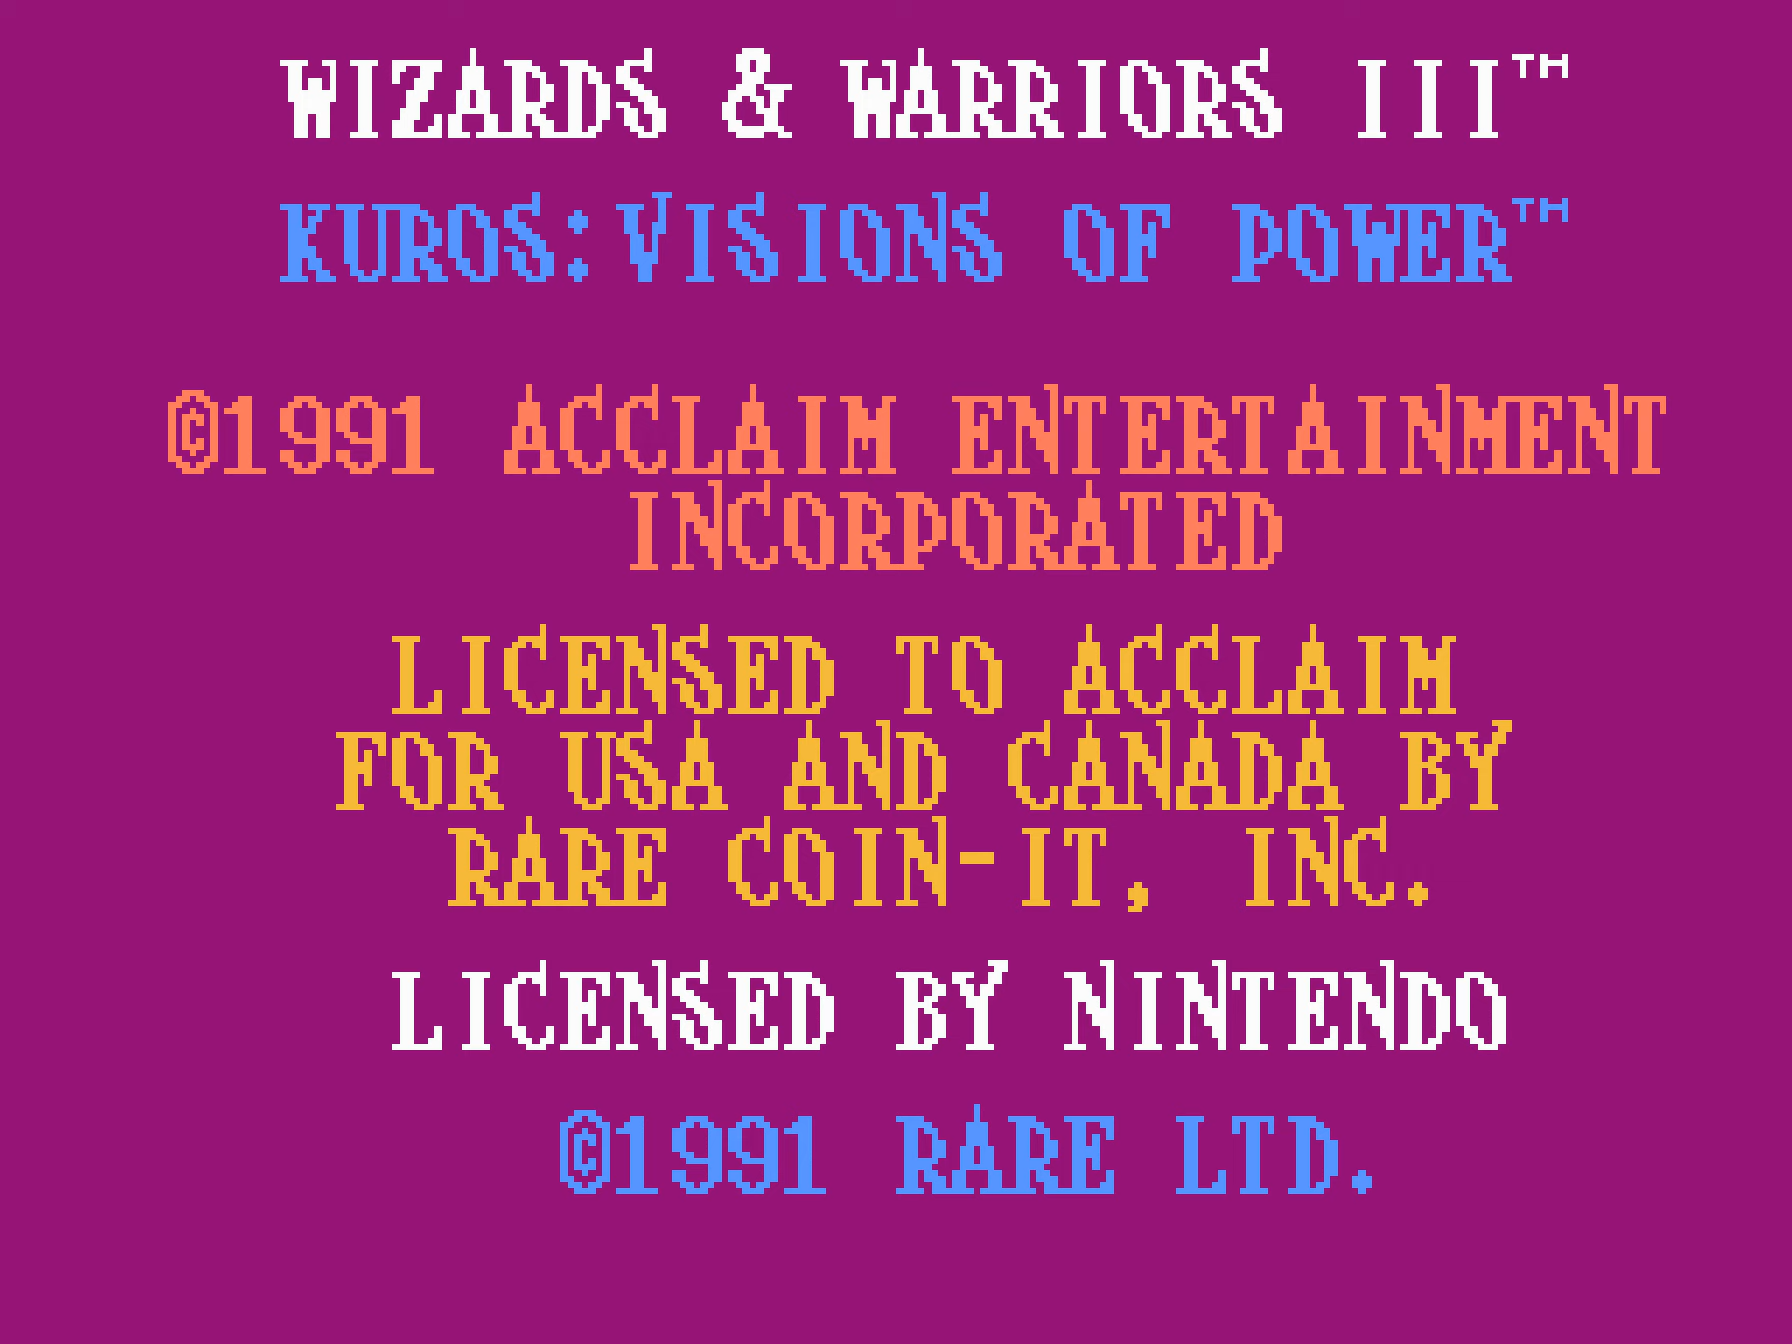 WIZARDS & WARRIORS III™
KUROS:VISIONS OF POWER™
©1991 ACCLAIM ENTERTAINMENT
INCORPORATED
LICENSED TO ACCLAIM
FOR USA AND CANADA BY
RARE COIN-IT, INC.
LICENSED BY NINTENDO
©1991 RARE LTD.